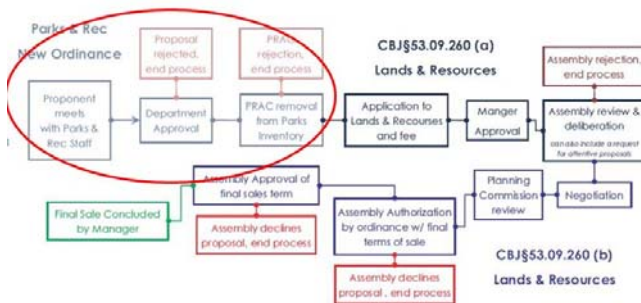 Parks & Rec
New Ordinance
Proposal
rejected,
end process
PRAC
rejection, end
process
CBJ§53.09.260 (a)
Lands & Resources
Assembly rejection,
end process
Proponent
meets
with Parks &
Rec Staff
Department
Approval
PRAC removal
from Parks
Inventory
Application to
Lands & Recourses
and fee
Manger
Approval
Assembly review &
deliberation
can also include a request
for alternative proposals
Assembly Approval of
final sales term
Planning
Commission
review
Negotiation
Final Sale Concluded
by Manager
Assembly declines
proposal, end process
Assembly Authorization
by ordinance w/ final
terms of sale
CBJ§53.09.260 (b)
Lands & Resources
Assembly declines
proposal , end process